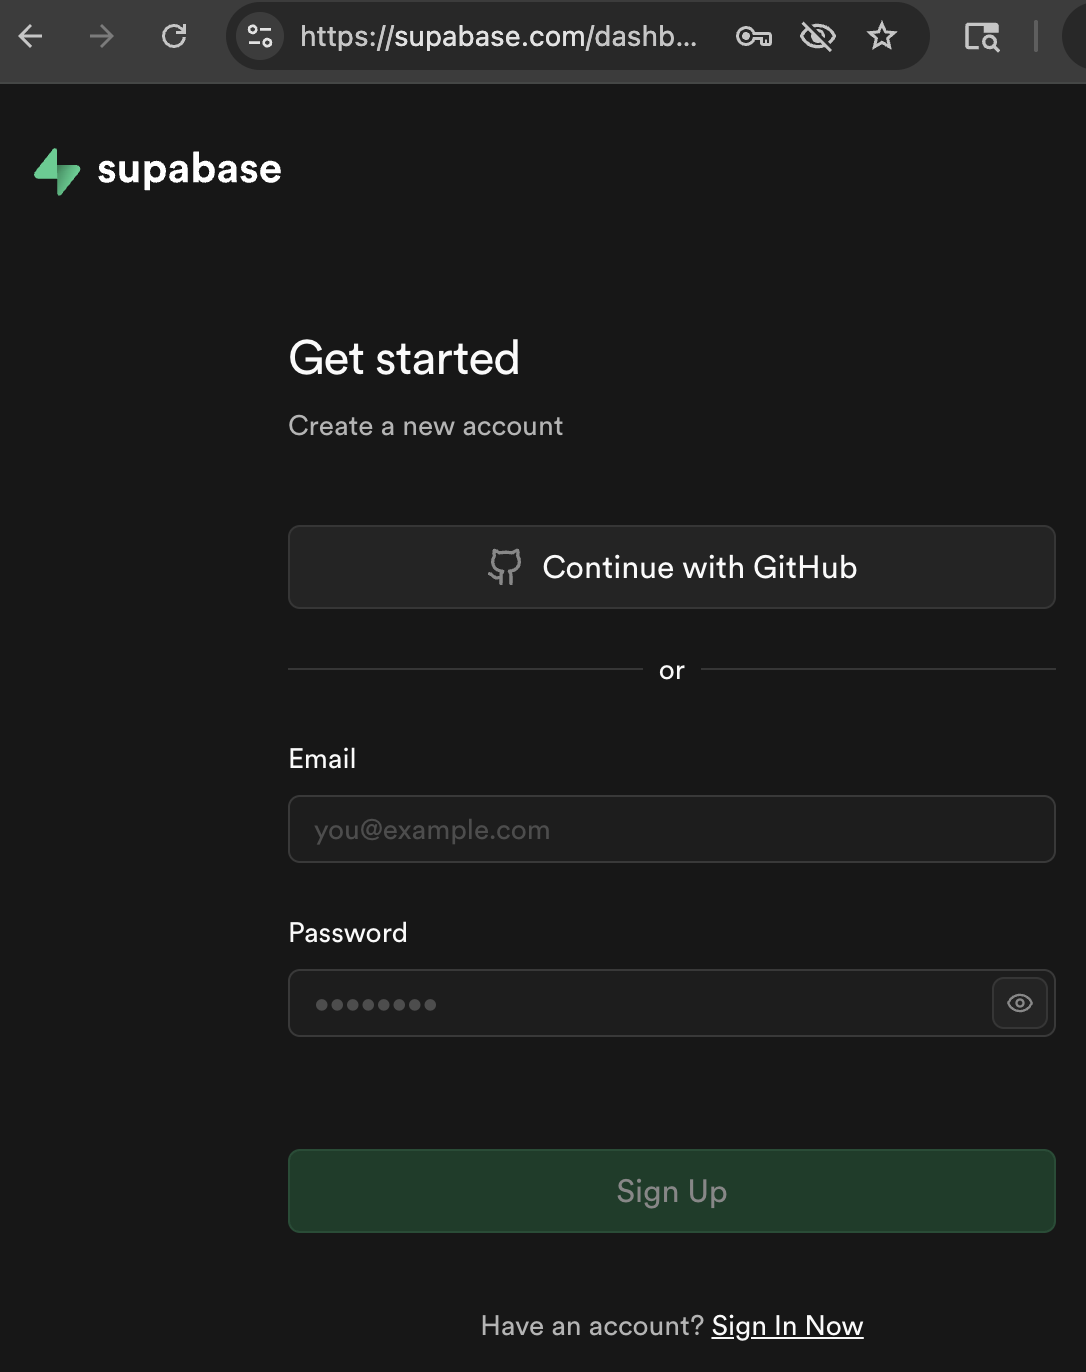 https://supabase.com/dashb...
supabase
Get started
Create a new account
Continue with GitHub
or
Email
you@example.com
Password
••••••••
Sign Up
Have an account? Sign In Now